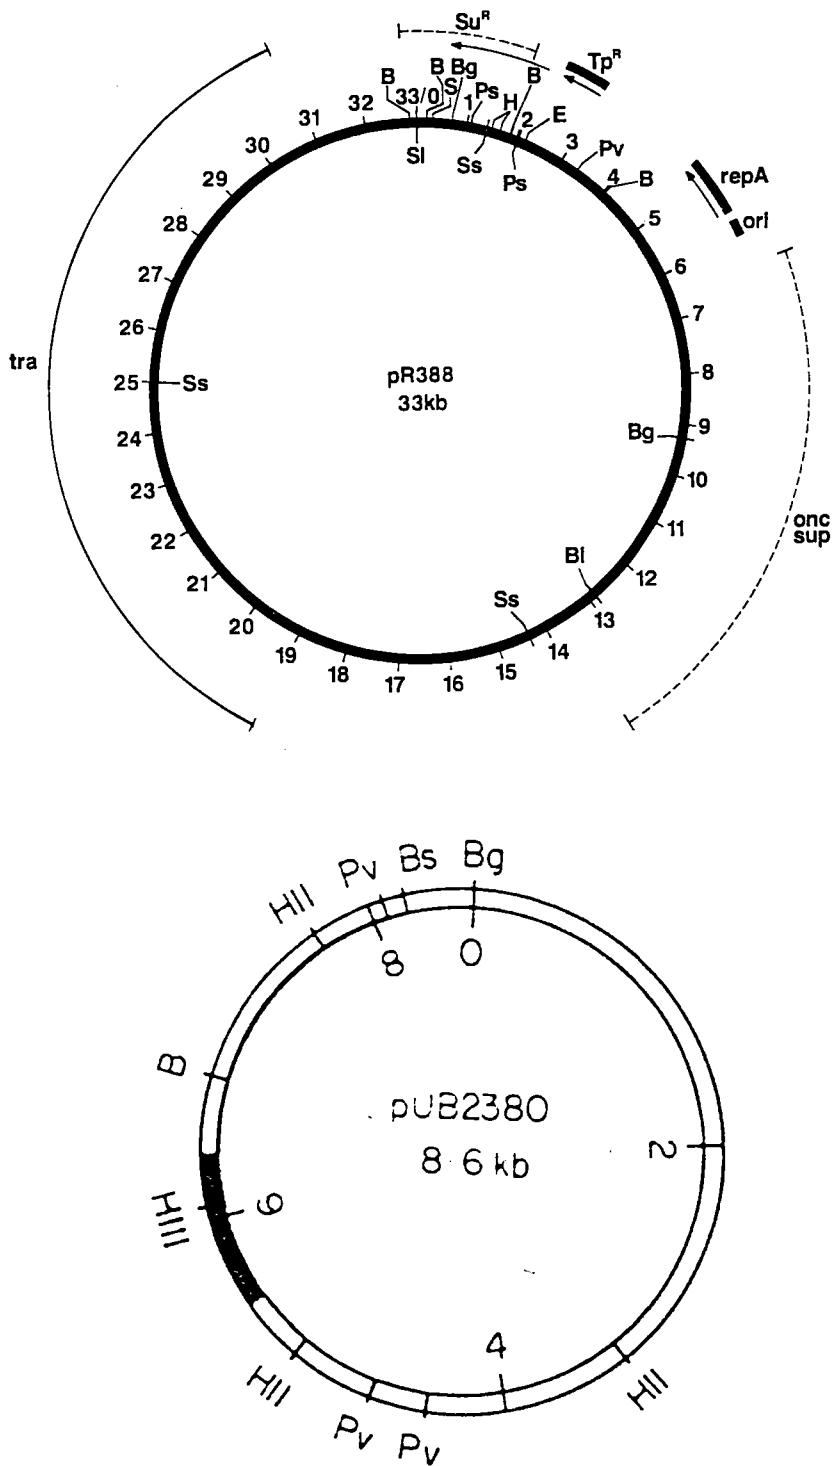 Su^R
Tp^R
B
33/0
B
Bg
S
1
Ps
H
B
2
E
3
Pv
4
B
repA
ori
5
6
7
8
9
Bg
10
11
12
Bl
13
Ss
14
15
16
17
18
19
20
21
22
23
24
25
Ss
26
27
28
29
30
31
32
Sl
Ss
Ps
tra
onc
sup
pR388
33kb
Pv
Bs
Bg
HII
8
0
B
pUB2380
8·6 kb
2
HIII
6
4
HII
HII
Pv
Pv